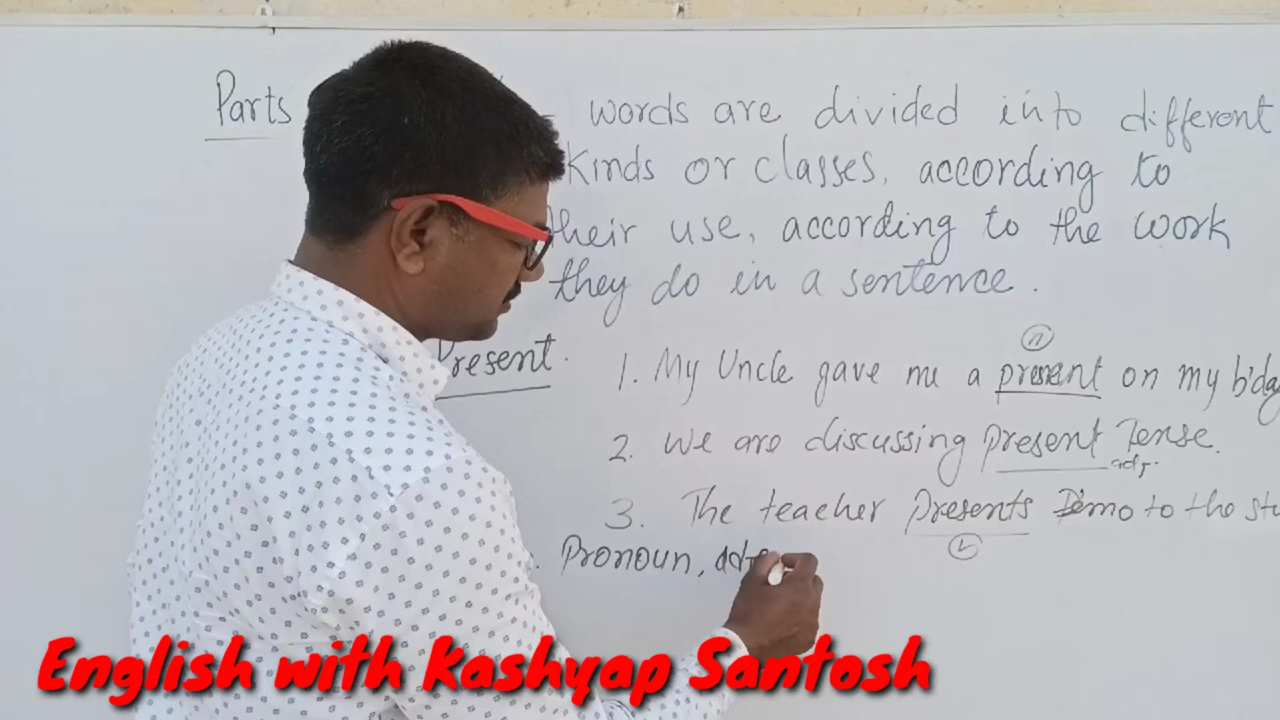 Parts
words are divided into different
kinds or classes, according to
their use, according to the work
they do in a sentence.
Present.
n
1. My Uncle gave me a present on my b'day
2. We are discussing present Tense.
adj.
3. The teacher presents Demo to the
Pronoun,
English with Kashyap Santosh